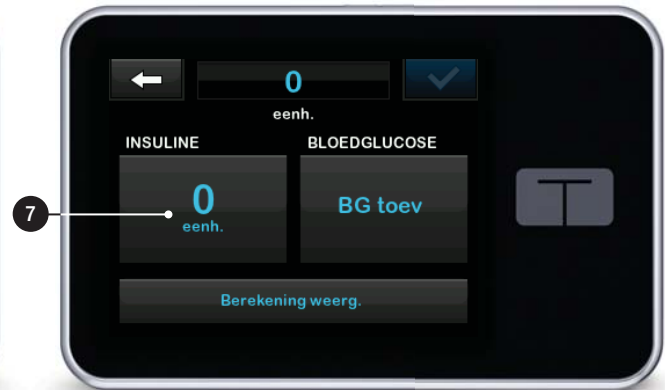 0
eenh.
INSULINE
BLOEDGLUCOSE
7
0
eenh.
BG toev
Berekening weerg.